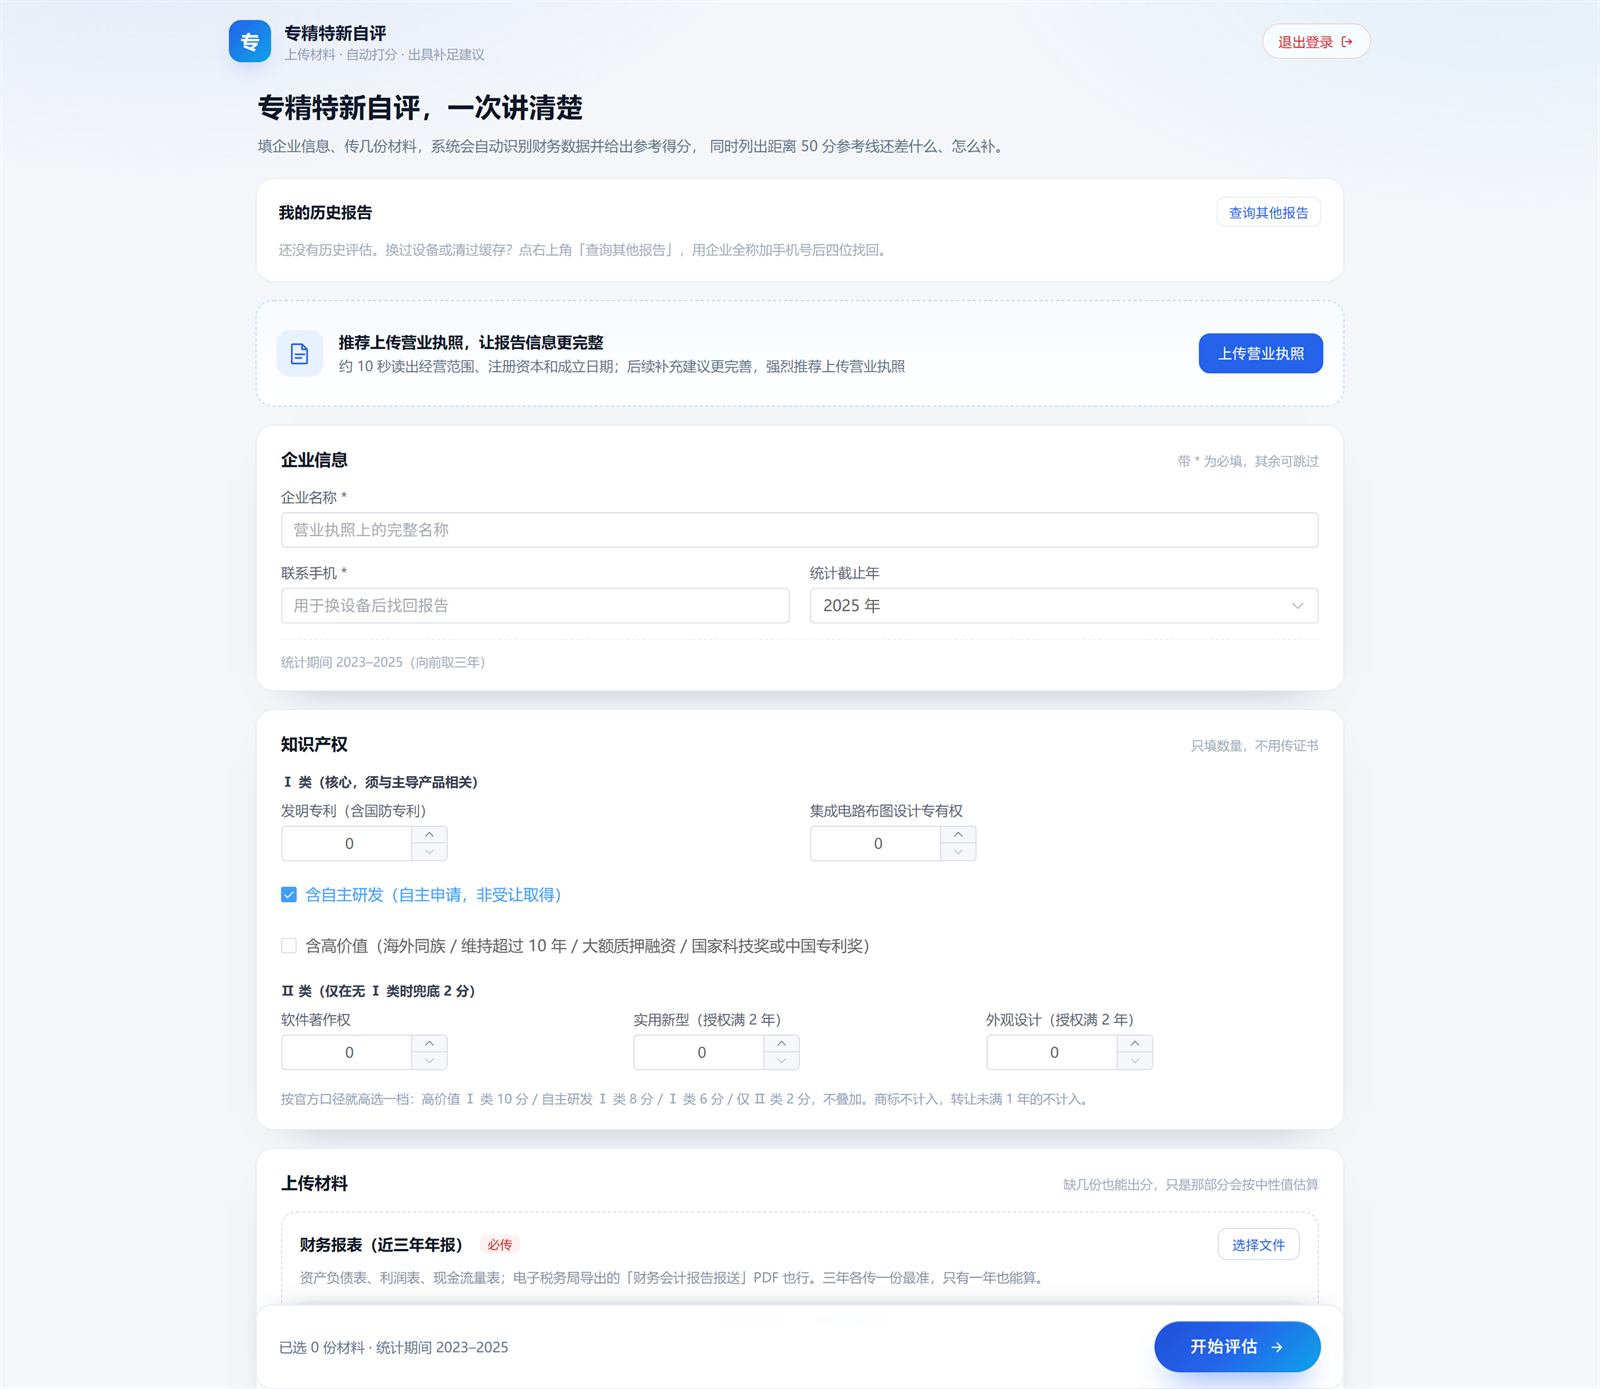 专
专精特新自评
上传材料 · 自动打分 · 出具补足建议
退出登录
专精特新自评，一次讲清楚
填企业信息、传几份材料，系统会自动识别财务数据并给出参考得分， 同时列出距离 50 分参考线还差什么、怎么补。
我的历史报告
查询其他报告
还没有历史评估。换过设备或清过缓存？点右上角「查询其他报告」，用企业全称加手机号后四位找回。
推荐上传营业执照，让报告信息更完整
约 10 秒读出经营范围、注册资本和成立日期；后续补充建议更完善，强烈推荐上传营业执照
上传营业执照
企业信息
带 * 为必填，其余可跳过
企业名称 *
营业执照上的完整名称
联系手机 *
统计截止年
用于换设备后找回报告
2025 年
统计期间 2023–2025（向前取三年）
知识产权
只填数量，不用传证书
Ⅰ 类（核心，须与主导产品相关）
发明专利（含国防专利）
集成电路布图设计专有权
0
0
含自主研发（自主申请，非受让取得）
含高价值（海外同族 / 维持超过 10 年 / 大额质押融资 / 国家科技奖或中国专利奖）
Ⅱ 类（仅在无 Ⅰ 类时兜底 2 分）
软件著作权
实用新型（授权满 2 年）
外观设计（授权满 2 年）
0
0
0
按官方口径就高选一档：高价值 Ⅰ 类 10 分 / 自主研发 Ⅰ 类 8 分 / Ⅰ 类 6 分 / 仅 Ⅱ 类 2 分，不叠加。商标不计入，转让未满 1 年的不计入。
上传材料
缺几份也能出分，只是那部分会按中性值估算
财务报表（近三年年报）
必传
选择文件
资产负债表、利润表、现金流量表；电子税务局导出的「财务会计报告报送」PDF 也行。三年各传一份最准，只有一年也能算。
已选 0 份材料 · 统计期间 2023–2025
开始评估